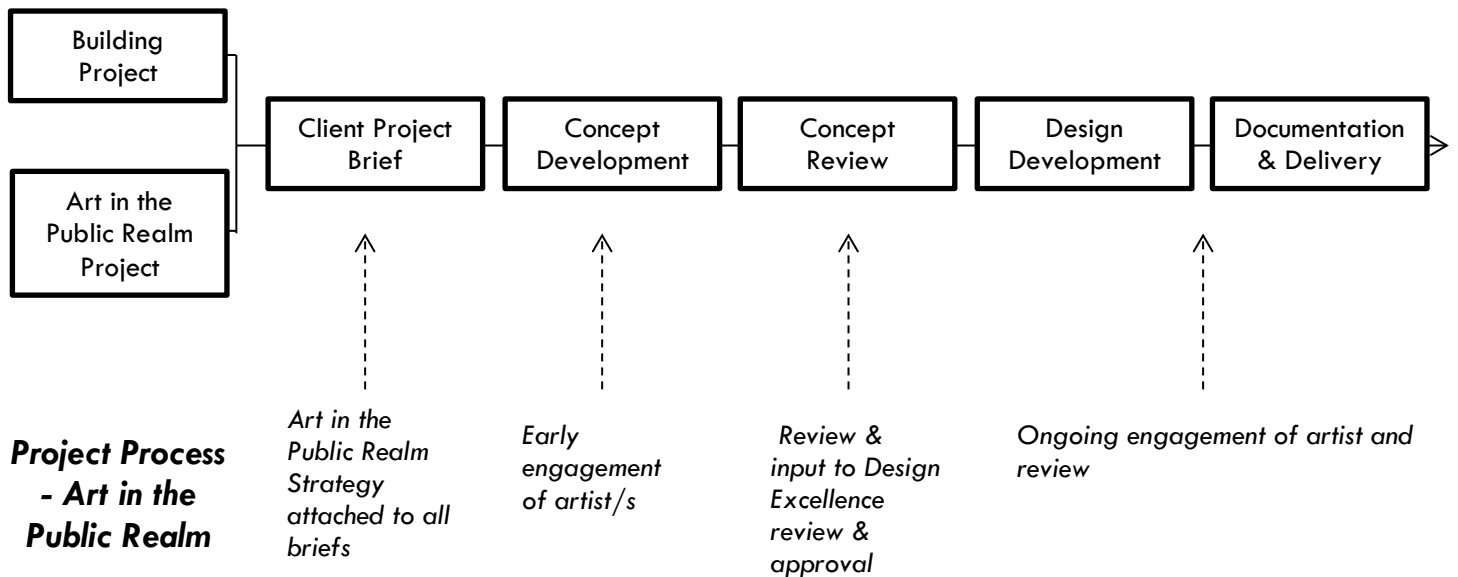 Building
Project
Art in the
Public Realm
Project
Client Project
Brief
Concept
Development
Concept
Review
Design
Development
Documentation
& Delivery
Project Process
- Art in the
Public Realm
Art in the
Public Realm
Strategy
attached to all
briefs
Early
engagement
of artist/s
Review &
input to Design
Excellence
review &
approval
Ongoing engagement of artist and
review